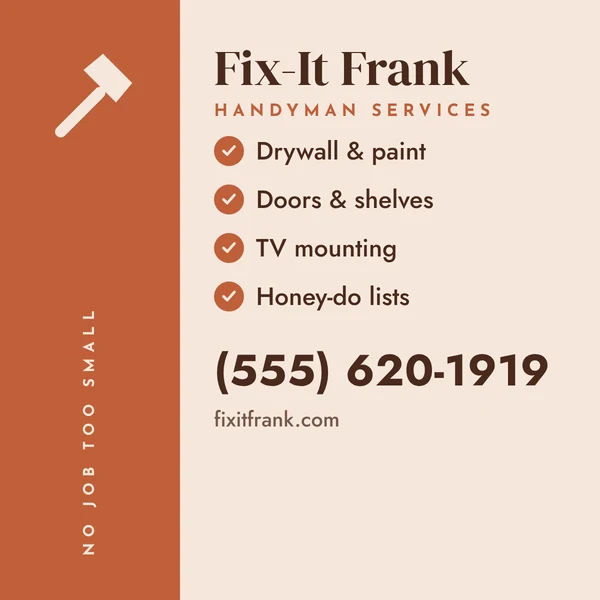 Fix-It Frank
HANDYMAN SERVICES
Drywall & paint
Doors & shelves
TV mounting
Honey-do lists
(555) 620-1919
fixitfrank.com
NO JOB TOO SMALL